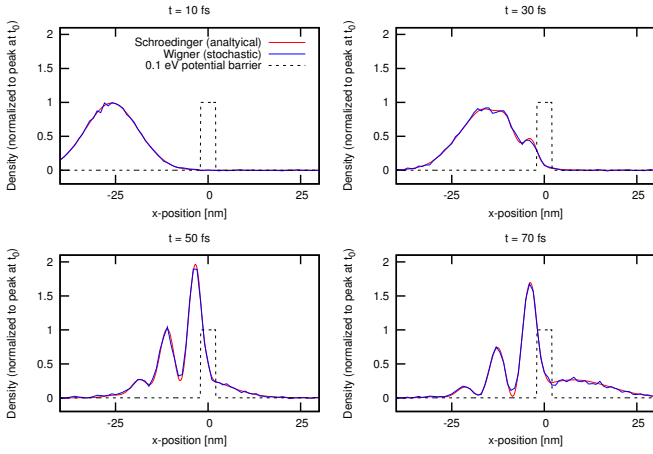 t = 10 fs
Density (normalized to peak at t0)
2
1.5
1
0.5
0
Schroedinger (analtyical)
Wigner (stochastic)
0.1 eV potential barrier
-25
0
25
x-position [nm]
t = 30 fs
Density (normalized to peak at t0)
2
1.5
1
0.5
0
-25
0
25
x-position [nm]
t = 50 fs
Density (normalized to peak at t0)
2
1.5
1
0.5
0
-25
0
25
x-position [nm]
t = 70 fs
Density (normalized to peak at t0)
2
1.5
1
0.5
0
-25
0
25
x-position [nm]